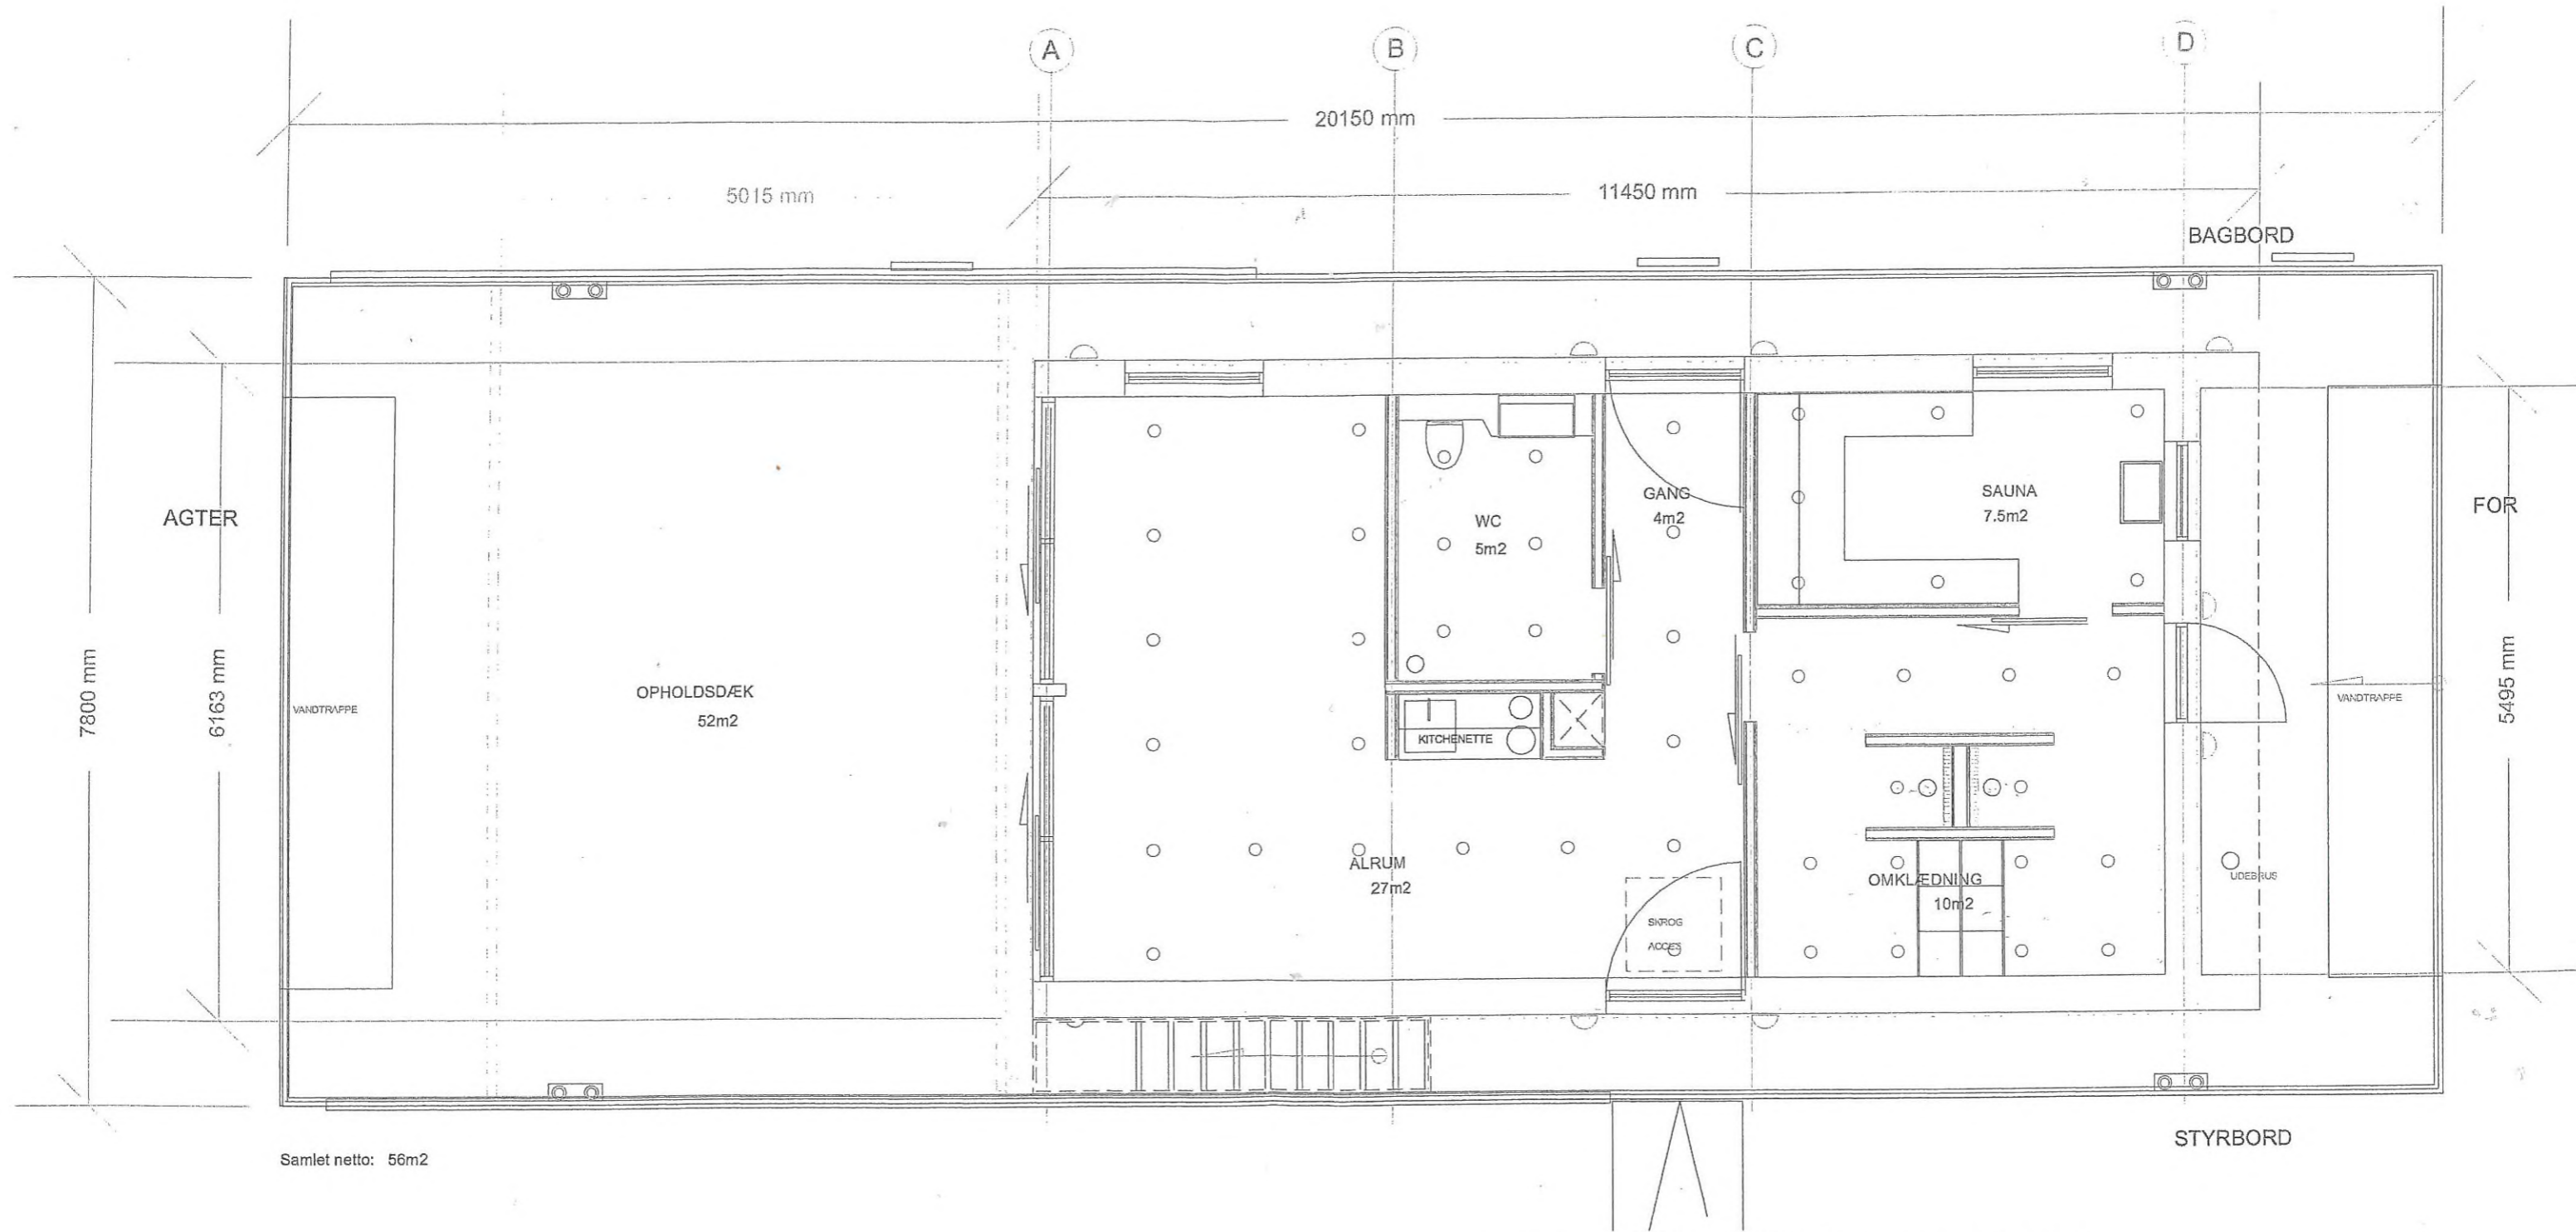 A
B
C
D
20150 mm
5015 mm
11450 mm
BAGBORD
AGTER
FOR
SAUNA
7.5m2
GANG
4m2
WC
5m2
7800 mm
6163 mm
5495 mm
VANDTRAPPE
OPHOLDSDÆK
52m2
KITCHENETTE
VANDTRAPPE
ALRUM
27m2
OMKLÆDNING
10m2
UDEBRUS
SKROG
ACCES
STYRBORD
Samlet netto: 56m2